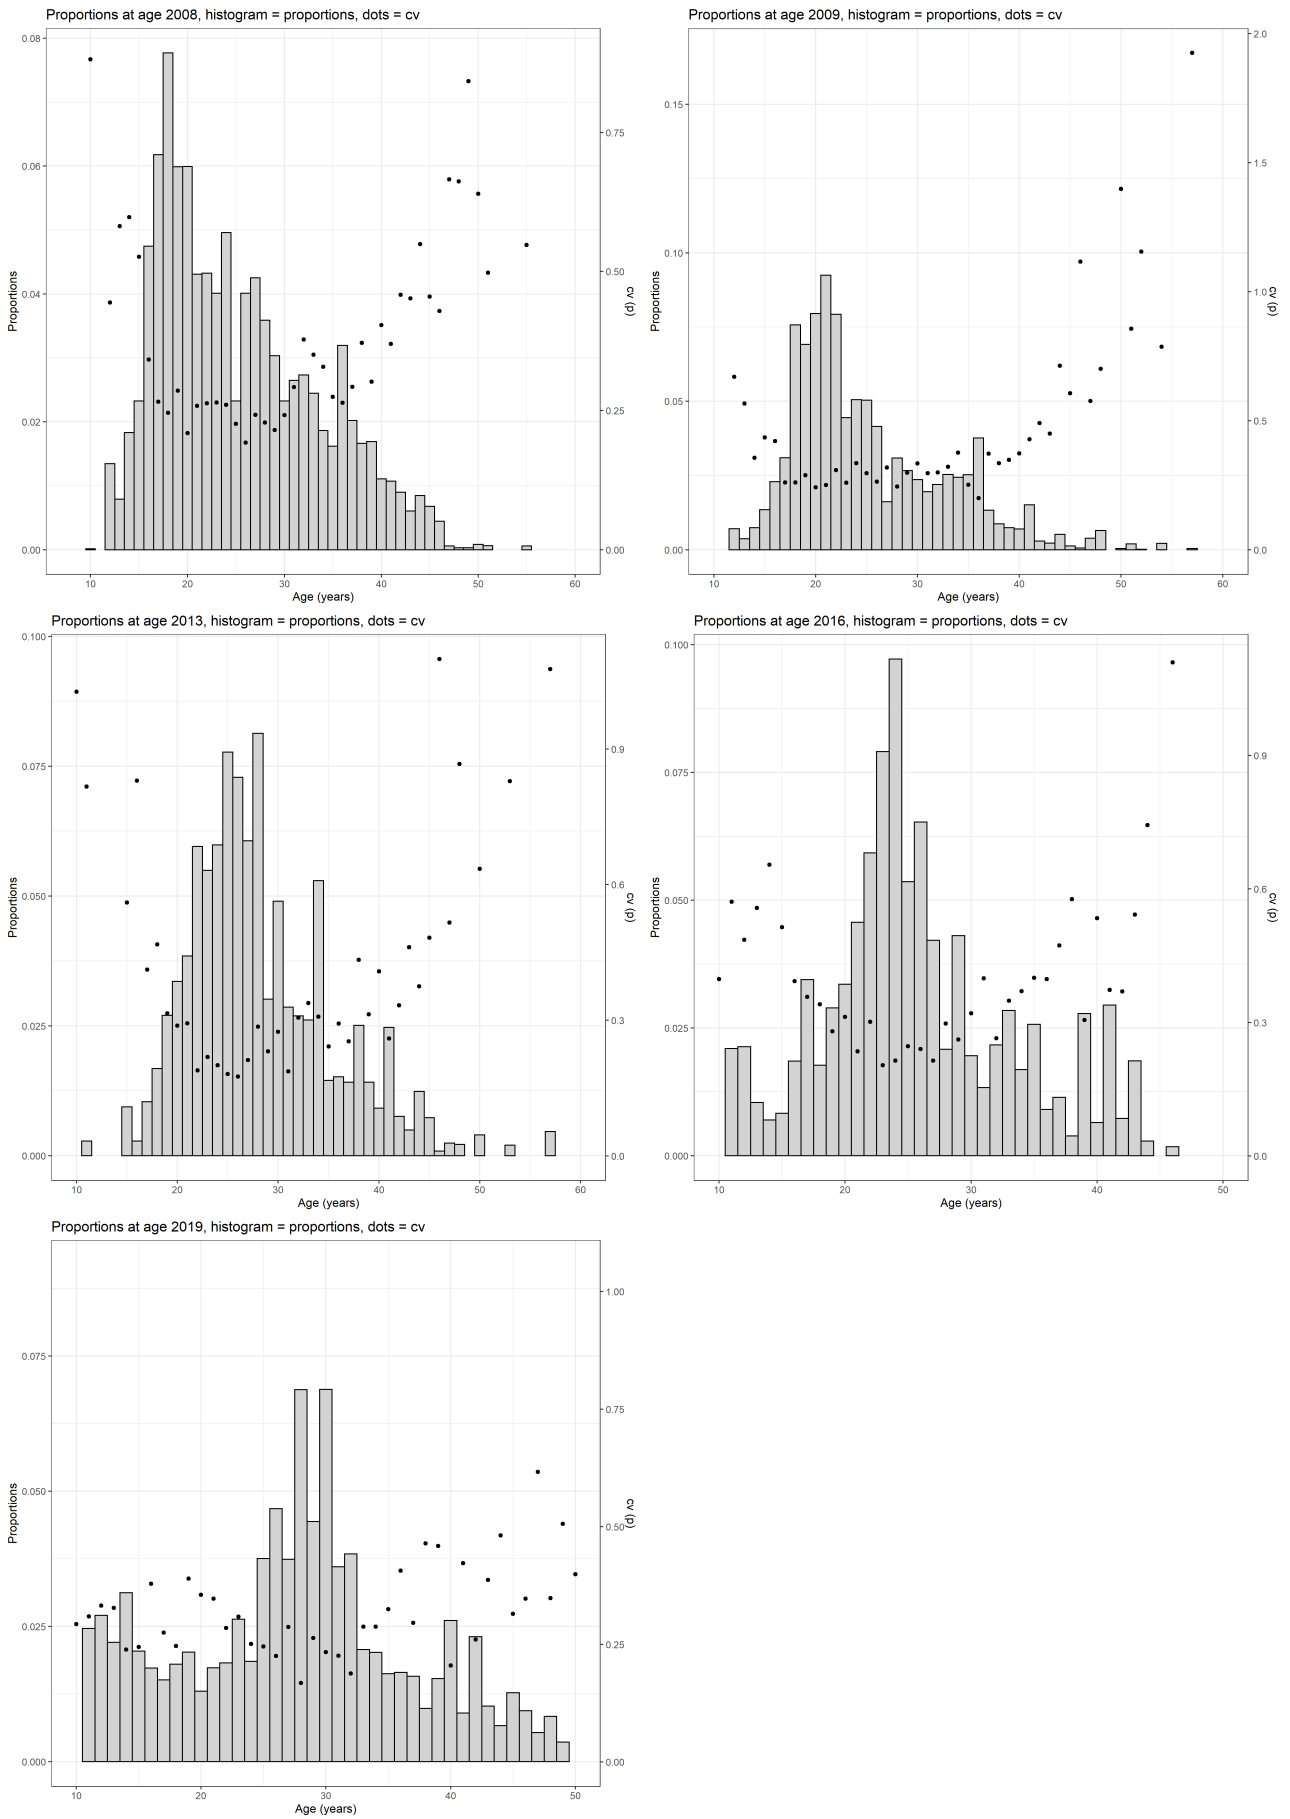 Proportions at age 2008, histogram = proportions, dots = cv
0.08
0.06
0.04
0.02
0.00
Proportions
0.75
0.50
0.25
0.00
cv (p)
10 20 30 40 50 60
Age (years)
Proportions at age 2009, histogram = proportions, dots = cv
0.15
0.10
0.05
0.00
Proportions
2.0
1.5
1.0
0.5
0.0
cv (p)
10 20 30 40 50 60
Age (years)
Proportions at age 2013, histogram = proportions, dots = cv
0.100
0.075
0.050
0.025
0.000
Proportions
0.9
0.6
0.3
0.0
cv (p)
10 20 30 40 50 60
Age (years)
Proportions at age 2016, histogram = proportions, dots = cv
0.100
0.075
0.050
0.025
0.000
Proportions
0.9
0.6
0.3
0.0
cv (p)
10 20 30 40 50
Age (years)
Proportions at age 2019, histogram = proportions, dots = cv
0.075
0.050
0.025
0.000
Proportions
1.00
0.75
0.50
0.25
0.00
cv (p)
10 20 30 40 50
Age (years)